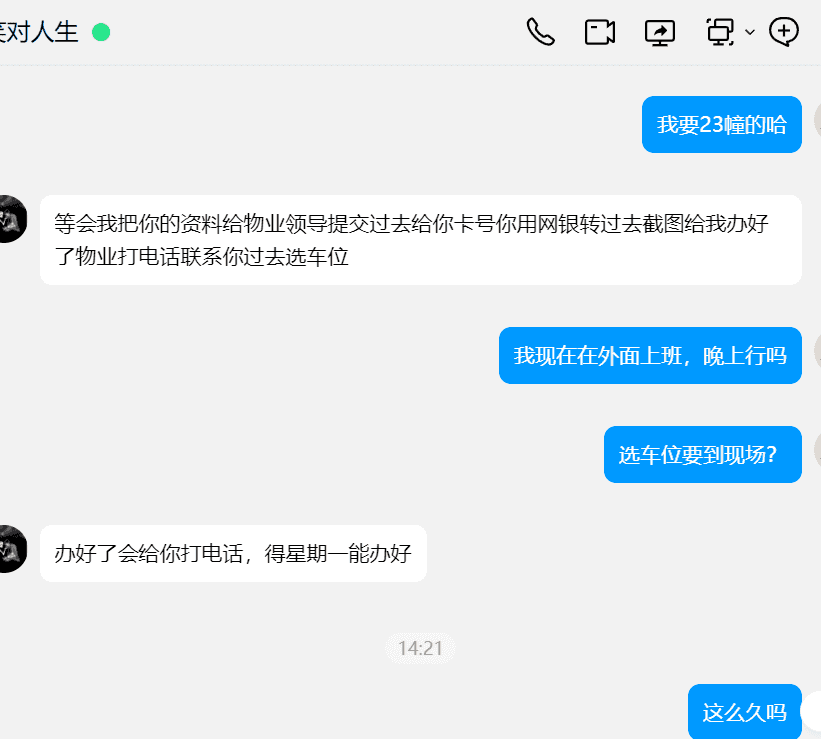 笑对人生
我要23幢的哈
等会我把你的资料给物业领导提交过去给你卡号你用网银转过去截图给我办好
了物业打电话联系你过去选车位
我现在在外面上班，晚上行吗
选车位要到现场？
办好了会给你打电话，得星期一能办好
14:21
这么久吗